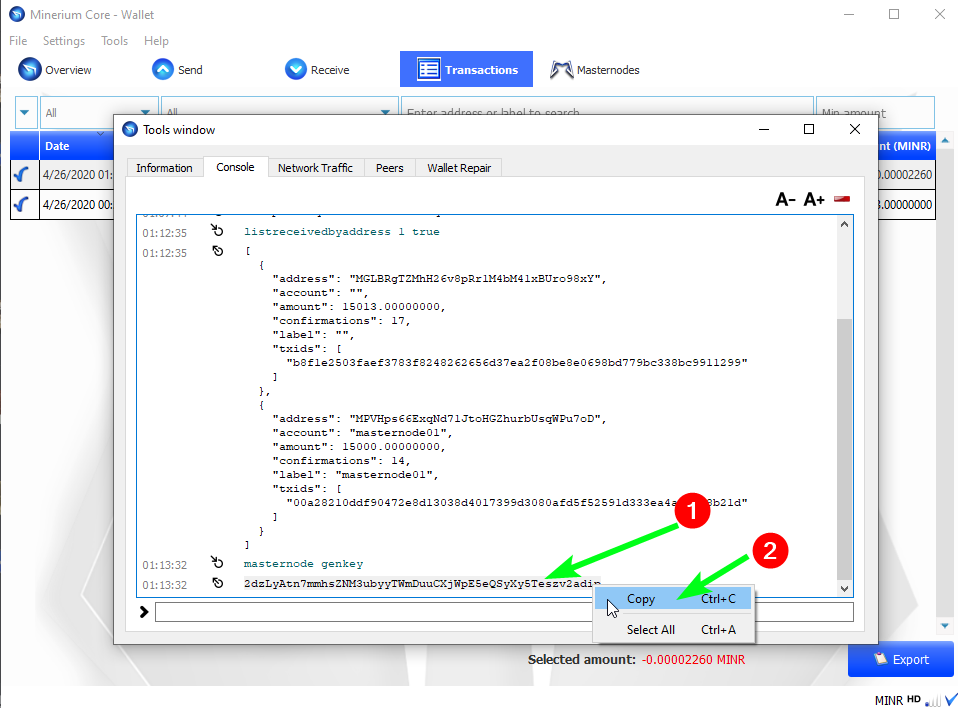 Minerium Core - Wallet
File Settings Tools Help
Overview Send Receive Transactions Masternodes
All All Enter address or label to search Min amount
Date nt (MINR)
4/26/2020 01: 0.00002260
4/26/2020 00: 3.00000000
Tools window
Information Console Network Traffic Peers Wallet Repair
A- A+
01:12:35 listreceivedbyaddress 1 true
01:12:35 [
{
"address": "MGLBRgTZMhH26v8pRr1M4bM41xBUro98xY",
"account": "",
"amount": 15013.00000000,
"confirmations": 17,
"label": "",
"txids": [
"b8f1e2503faef3783f8248262656d37ea2f08be8e0698bd779bc338bc9911299"
]
},
{
"address": "MPVHps66ExqNd71JtoHGZhurbUsqWPu7oD",
"account": "masternode01",
"amount": 15000.00000000,
"confirmations": 14,
"label": "masternode01",
"txids": [
]
}
]
01:13:32 masternode genkey
01:13:32 2dzLyAtn7mmhsZNM3ubyyTWmDuuCXjWpE5eQSyXy5Teszv2adip
1
2
Copy Ctrl+C
Select All Ctrl+A
Selected amount: -0.00002260 MINR
Export
MINR HD